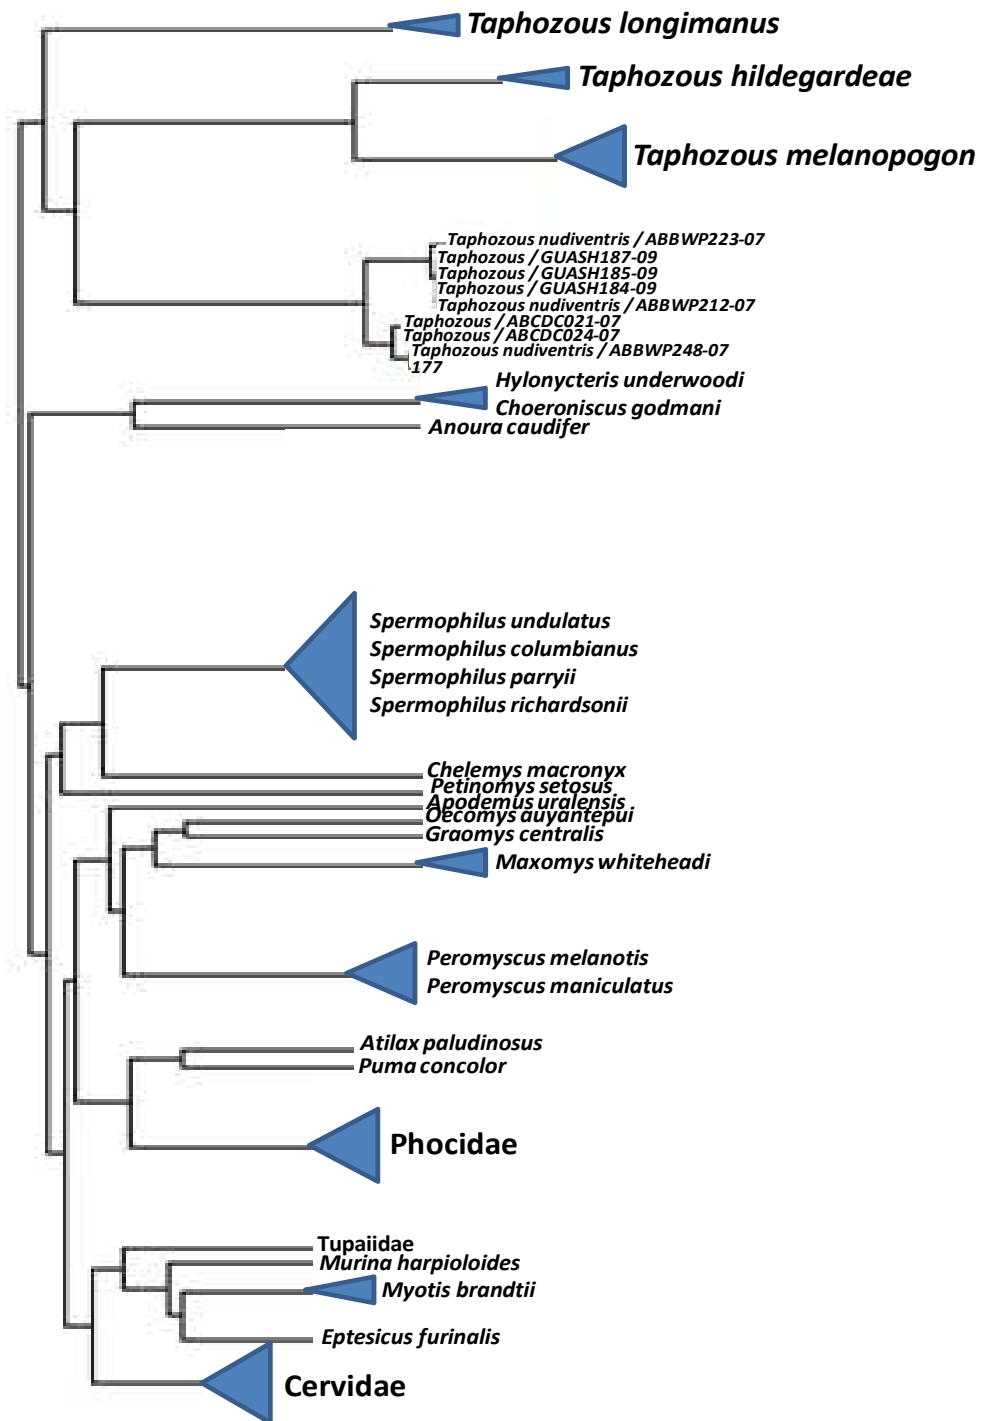 Taphozous longimanus
Taphozous hildegardeae
Taphozous melanopogon
Taphozous nudiventris / ABBWP223-07
Taphozous / GUASH187-09
Taphozous / GUASH185-09
Taphozous / GUASH184-09
Taphozous nudiventris / ABBWP212-07
Taphozous / ABCDC021-07
Taphozous / ABCDC024-07
Taphozous nudiventris / ABBWP248-07
177
Hylonycteris underwoodi
Choeroniscus godmani
Anoura caudifer
Spermophilus undulatus
Spermophilus columbianus
Spermophilus parryii
Spermophilus richardsonii
Chelemys macronyx
Petinomys setosus
Apodemus uralensis
Oecomys auyantepui
Graomys centralis
Maxomys whiteheadi
Peromyscus melanotis
Peromyscus maniculatus
Atilax paludinosus
Puma concolor
Phocidae
Tupaiidae
Murina harpioloides
Myotis brandtii
Eptesicus furinalis
Cervidae